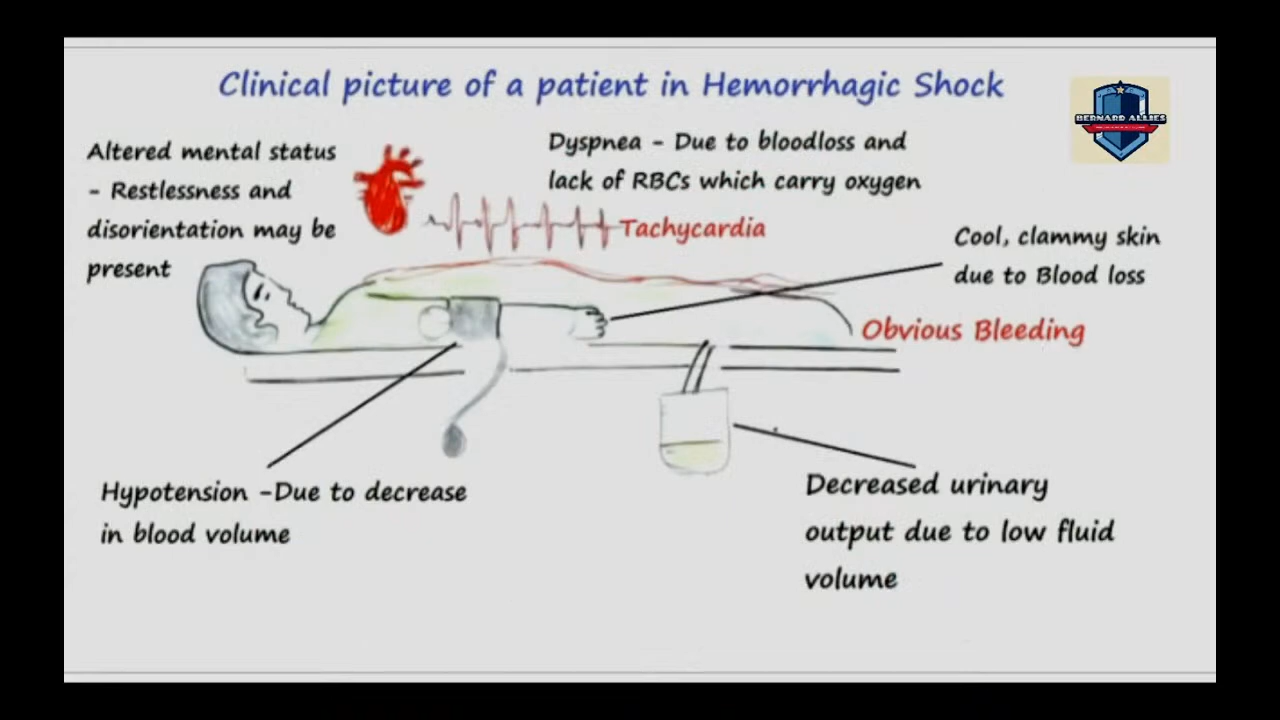 Clinical picture of a patient in Hemorrhagic Shock
BERNARD ALLIES
Altered mental status
- Restlessness and
disorientation may be
present
Dyspnea - Due to bloodloss and
lack of RBCs which carry oxygen
Tachycardia
Cool, clammy skin
due to Blood loss
Obvious Bleeding
Hypotension -Due to decrease
in blood volume
Decreased urinary
output due to low fluid
volume